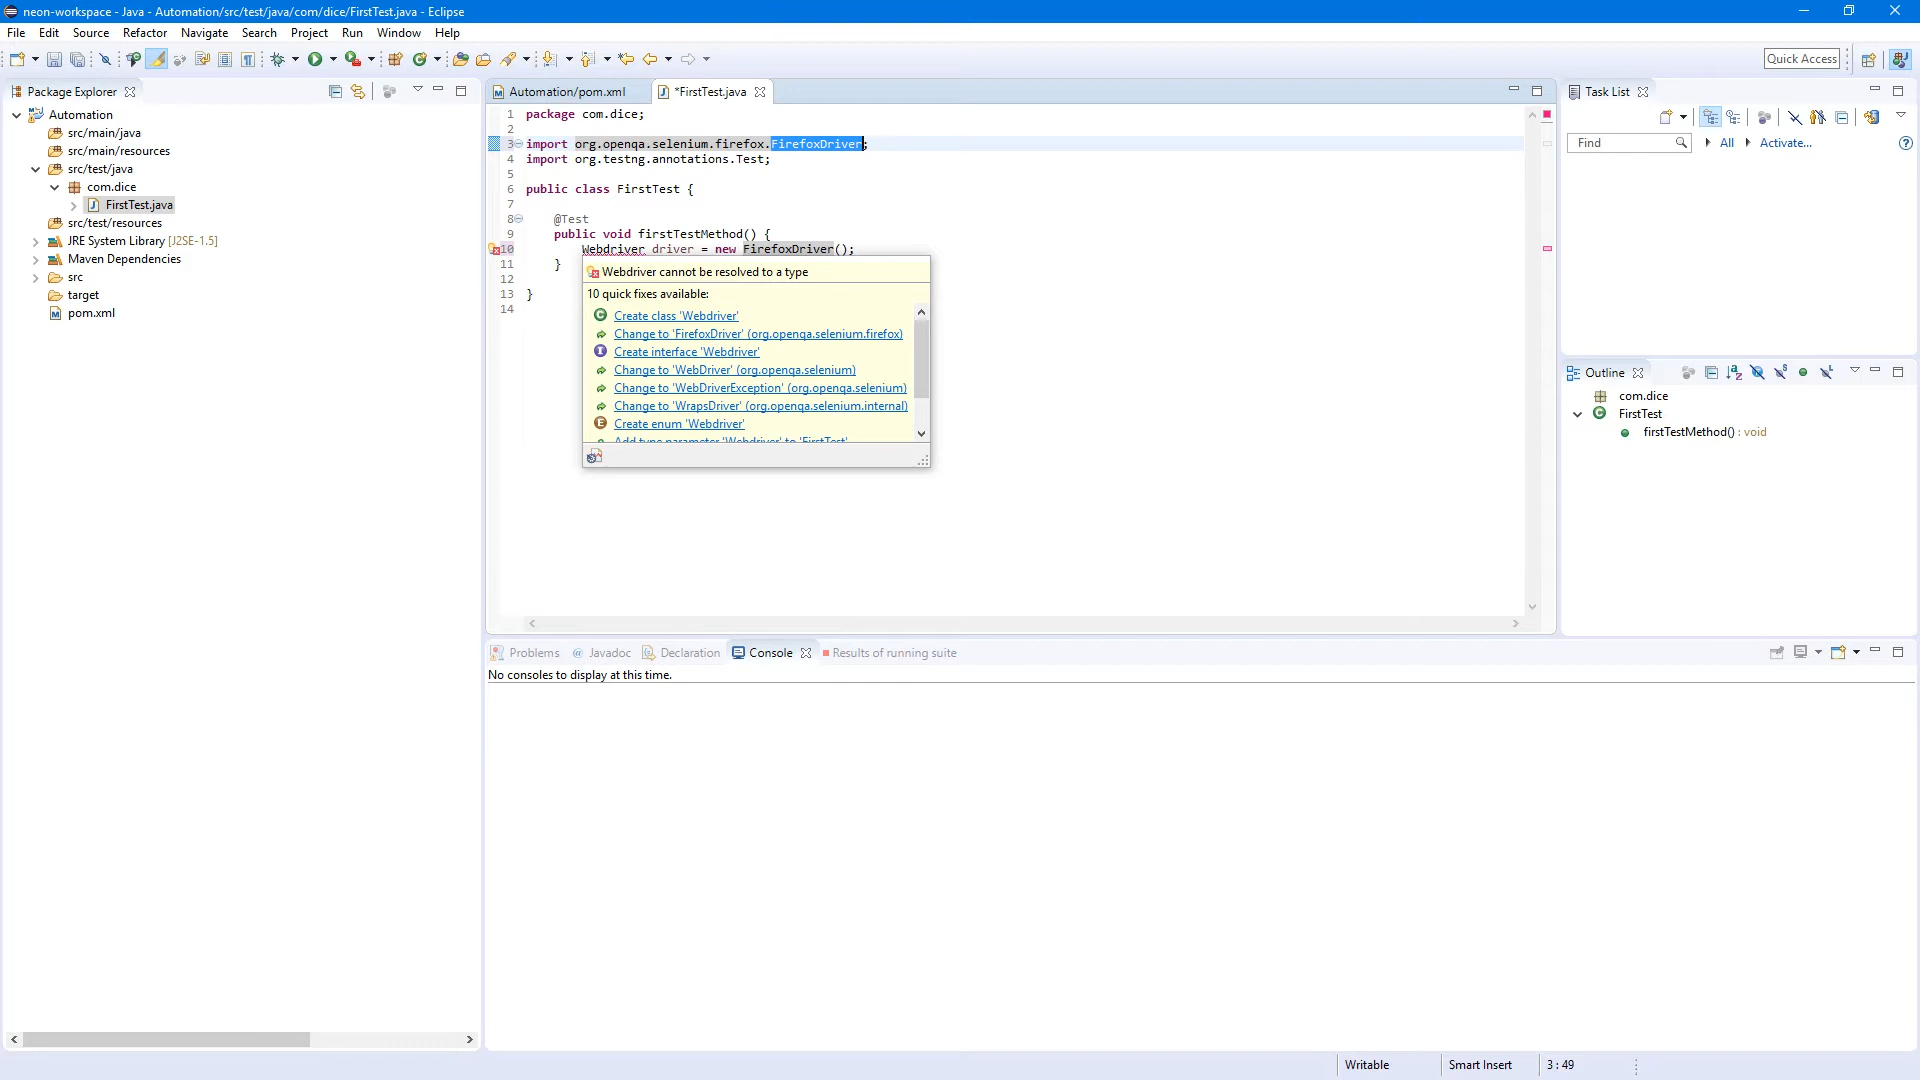 neon-workspace - Java - Automation/src/test/java/com/dice/FirstTest.java - Eclipse
File Edit Source Refactor Navigate Search Project Run Window Help
Quick Access
Package Explorer
Automation
src/main/java
src/main/resources
src/test/java
com.dice
FirstTest.java
src/test/resources
JRE System Library [J2SE-1.5]
Maven Dependencies
src
target
pom.xml
Automation/pom.xml *FirstTest.java
1 package com.dice;
2
3 import org.openqa.selenium.firefox.FirefoxDriver;
4 import org.testng.annotations.Test;
5
6 public class FirstTest {
7
8 @Test
9 public void firstTestMethod() {
10 Webdriver driver = new FirefoxDriver();
11 }
12
13 }
14
Webdriver cannot be resolved to a type
10 quick fixes available:
Create class 'Webdriver'
Change to 'FirefoxDriver' (org.openqa.selenium.firefox)
Create interface 'Webdriver'
Change to 'WebDriver' (org.openqa.selenium)
Change to 'WebDriverException' (org.openqa.selenium)
Change to 'WrapsDriver' (org.openqa.selenium.internal)
Create enum 'Webdriver'
Add type parameter 'Webdriver' to 'FirstTest'
Task List
Find All Activate...
Outline
com.dice
FirstTest
firstTestMethod() : void
Problems Javadoc Declaration Console Results of running suite
No consoles to display at this time.
Writable Smart Insert 3 : 49